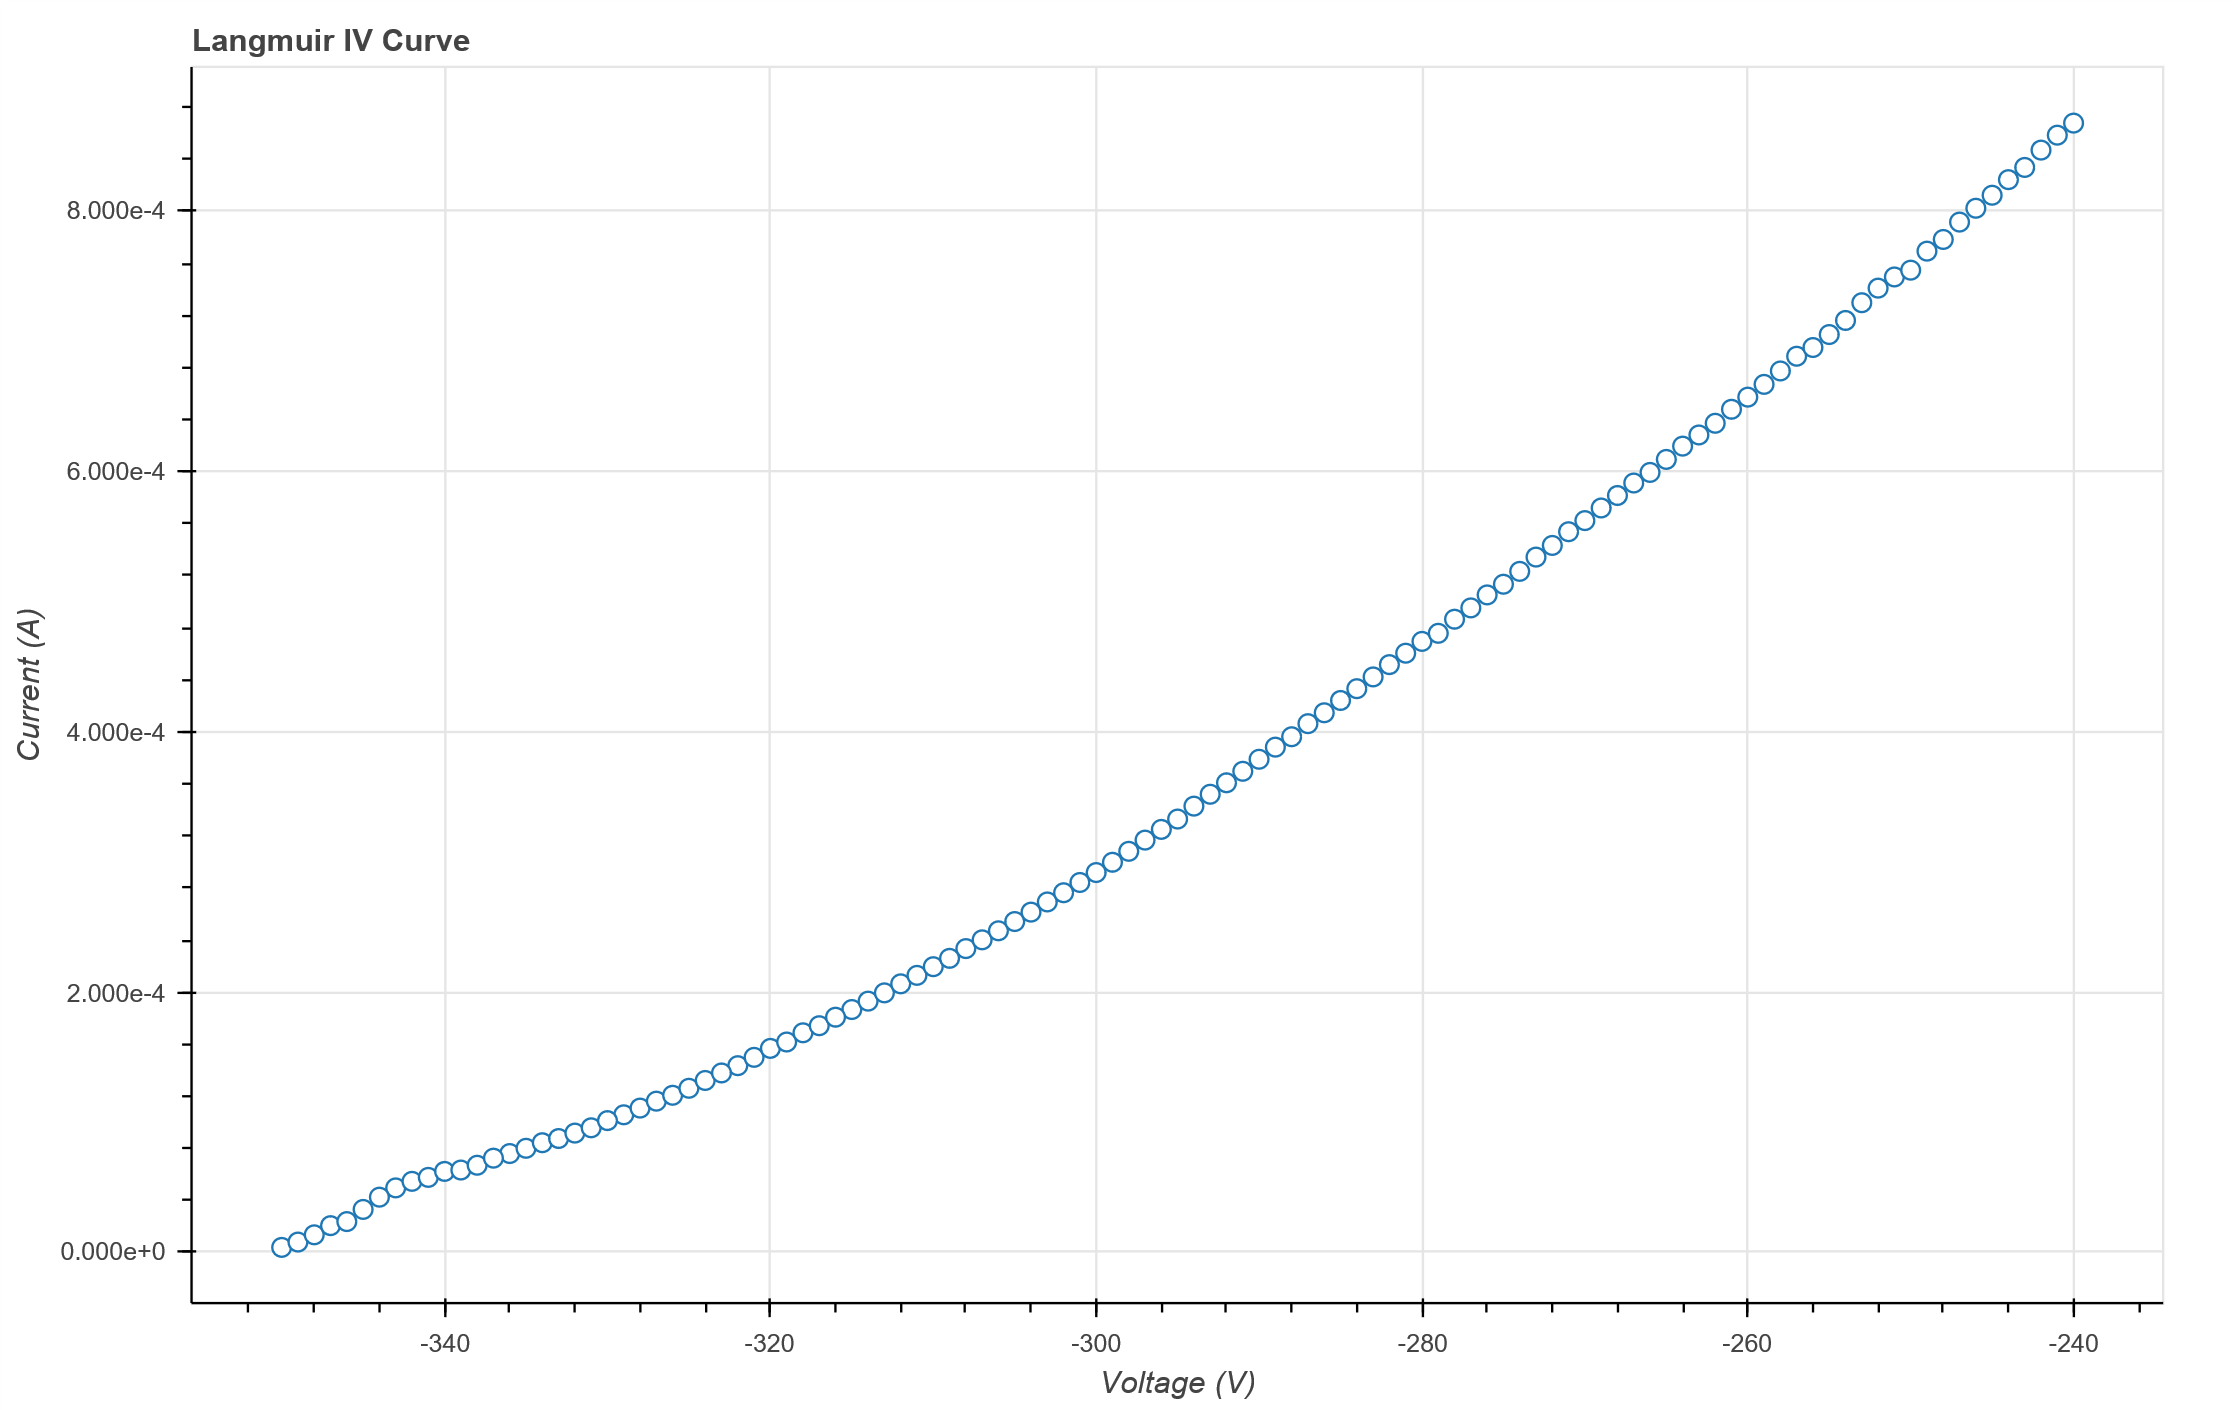 Langmuir IV Curve
8.000e-4
6.000e-4
4.000e-4
2.000e-4
0.000e+0
Current (A)
-340
-320
-300
-280
-260
-240
Voltage (V)